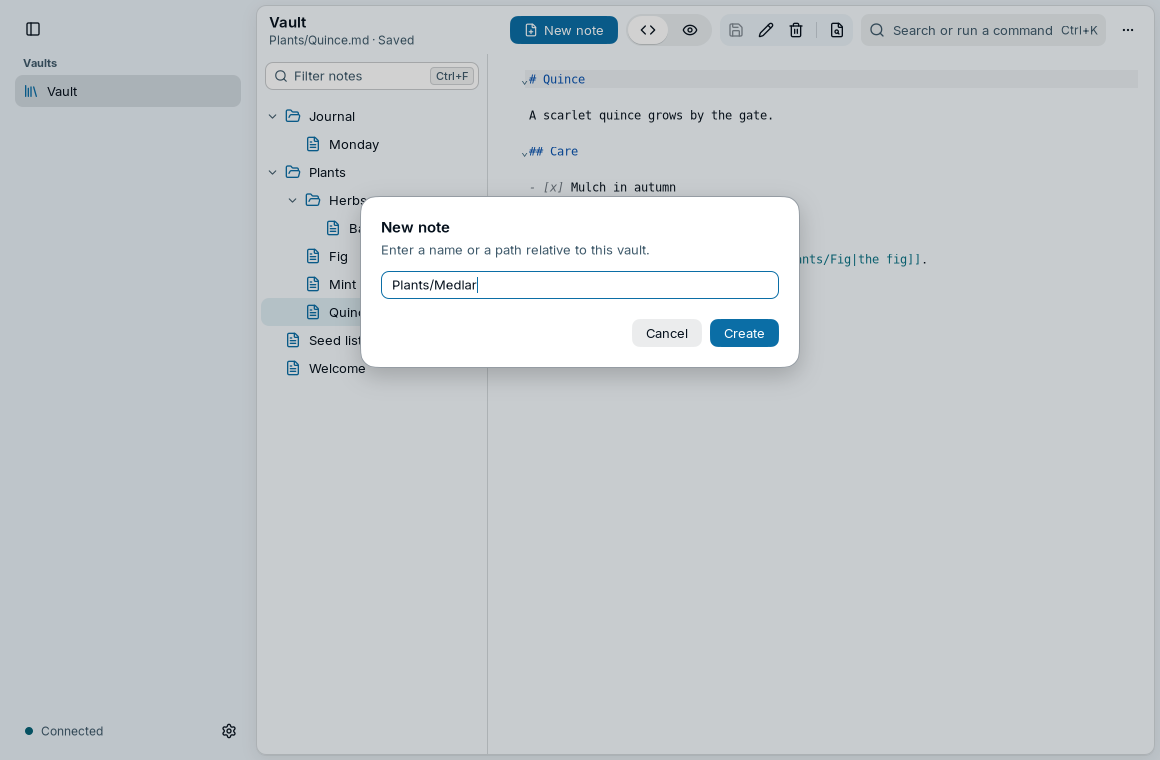 Vaults
Vault
Connected
Vault
Plants/Quince.md · Saved
New note
Search or run a command Ctrl+K
Filter notes Ctrl+F
Journal
Monday
Plants
Herbs
Fig
Mint
Seed list
Welcome
# Quince
A scarlet quince grows by the gate.
## Care
- [x] Mulch in autumn
/Fig|the fig]].
New note
Enter a name or a path relative to this vault.
Plants/Medlar
Cancel
Create